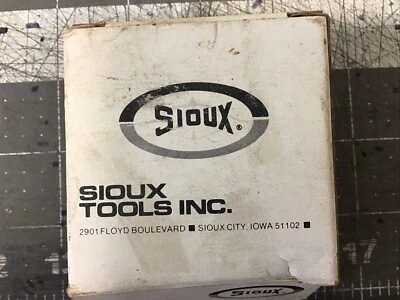 SIOUX®
SIOUX
TOOLS INC.
2901 FLOYD BOULEVARD ■ SIOUX CITY, IOWA 51102 ■